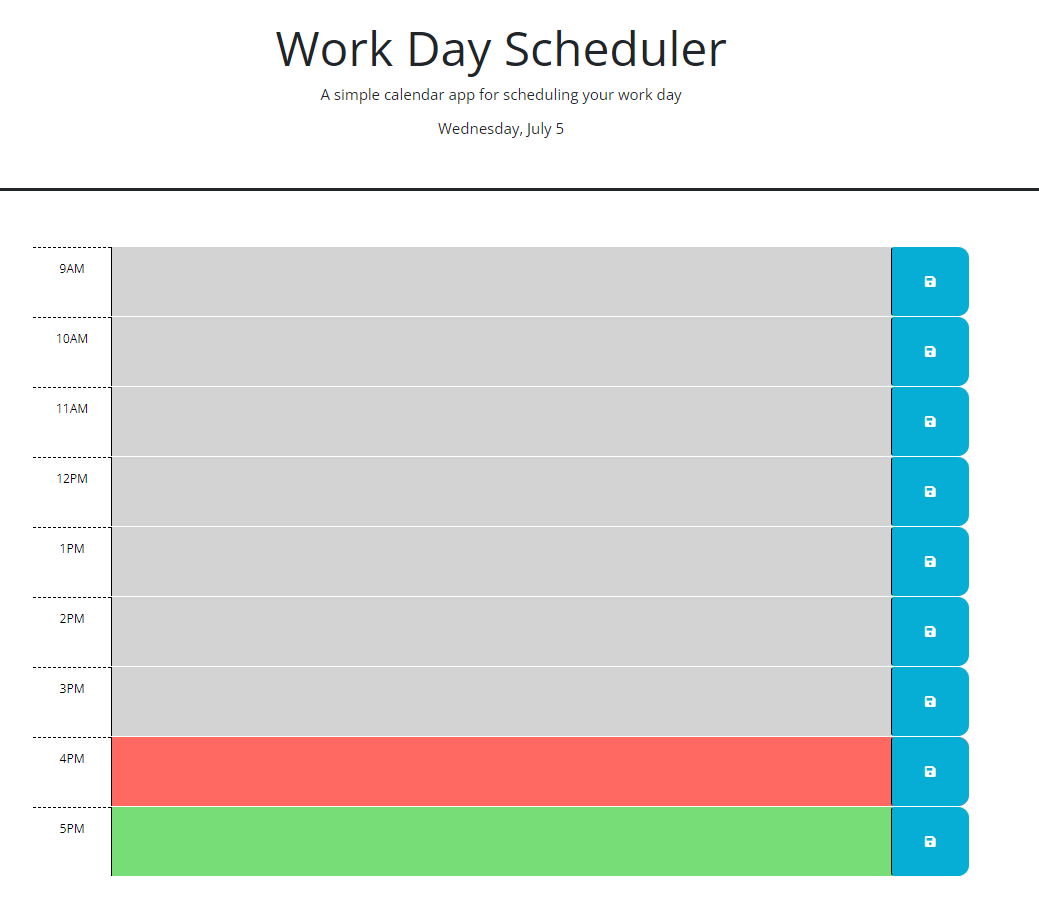 Work Day Scheduler
A simple calendar app for scheduling your work day
Wednesday, July 5
9AM
10AM
11AM
12PM
1PM
2PM
3PM
4PM
5PM